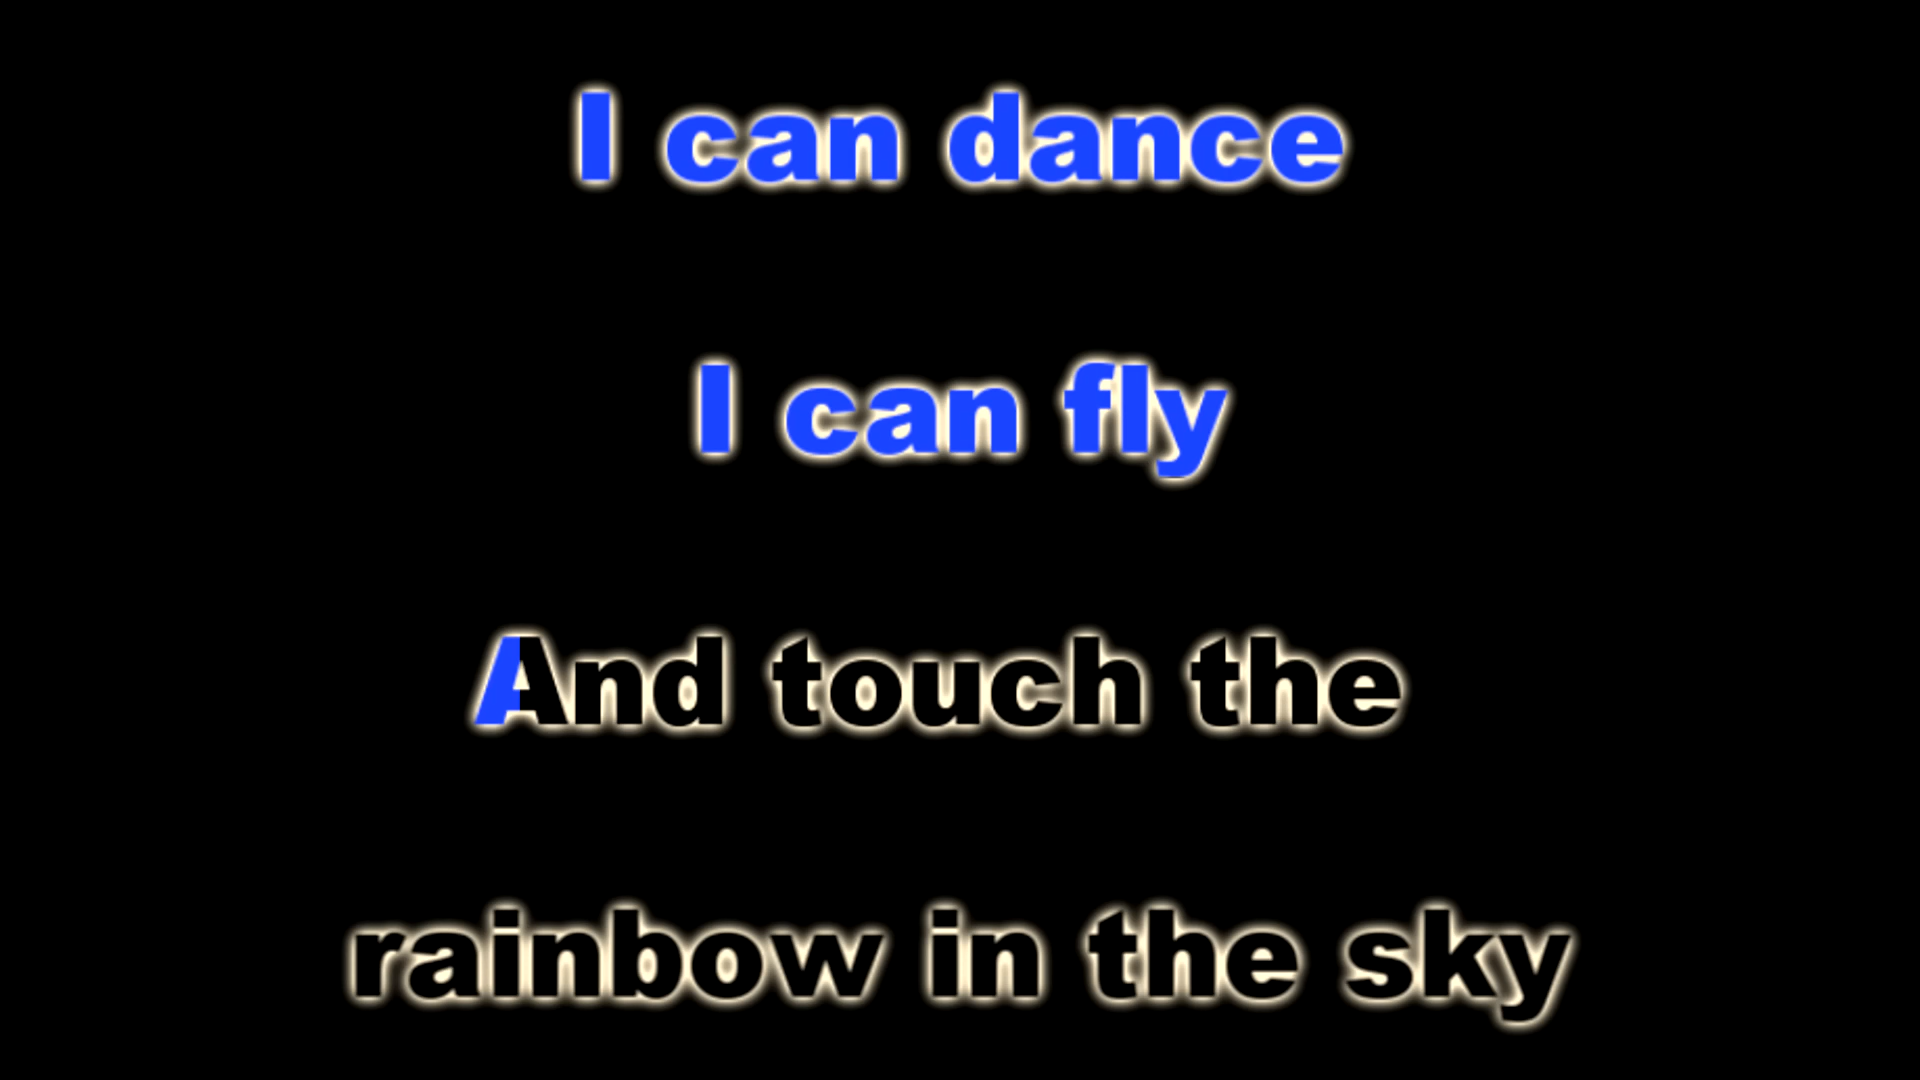 I can dance
I can fly
And touch the
rainbow in the sky